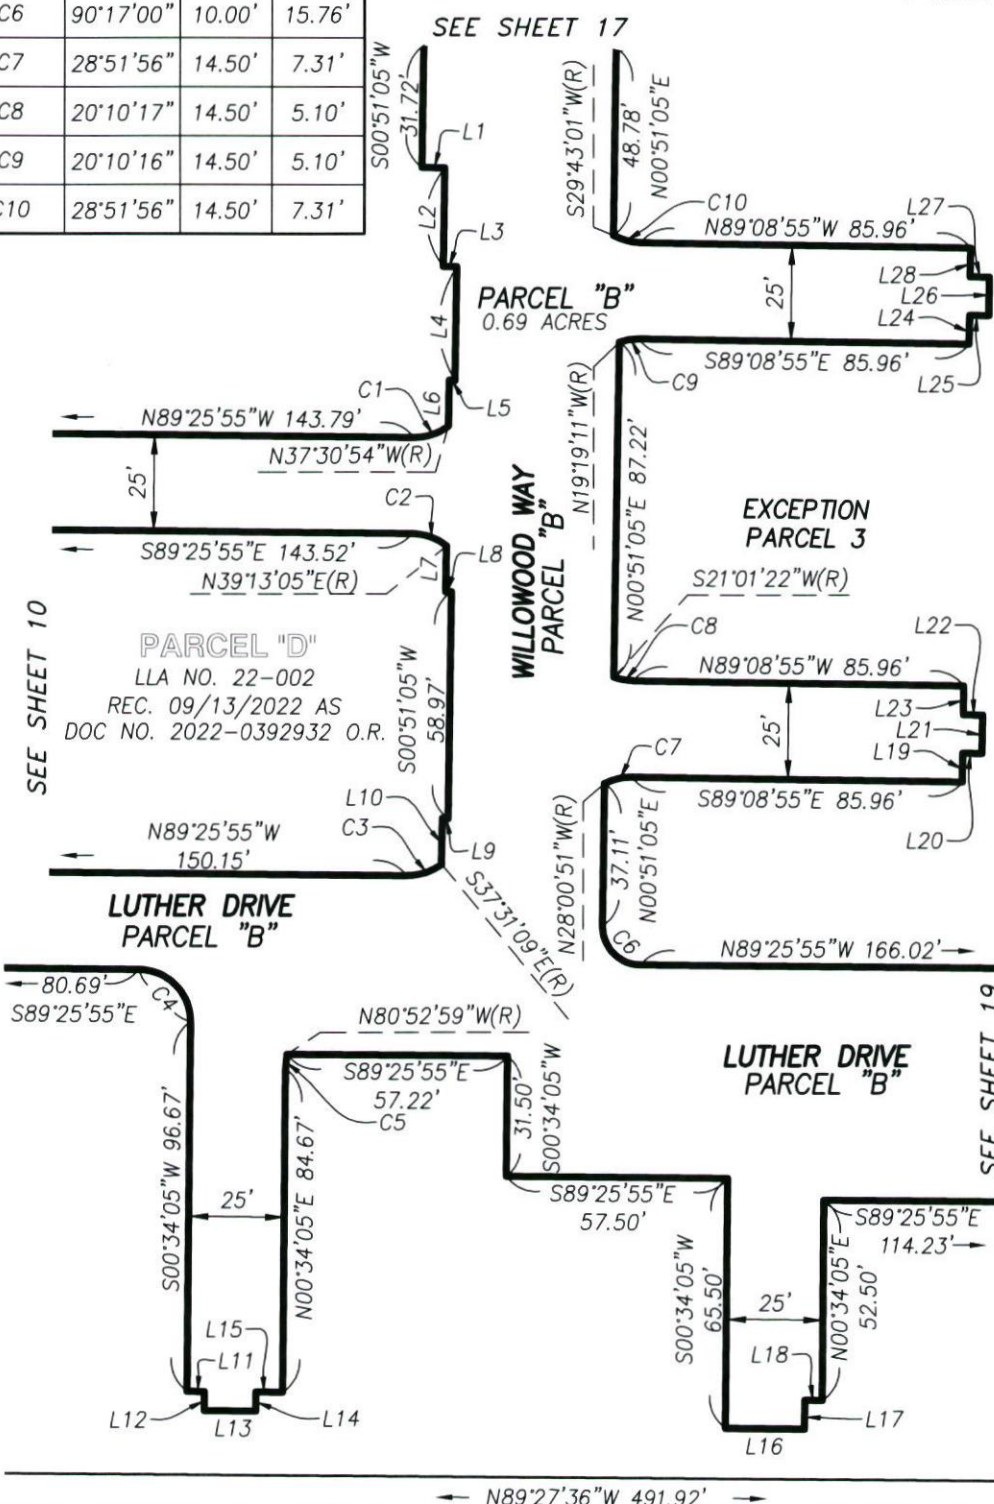 C6 90°17'00" 10.00' 15.76'
C7 28°51'56" 14.50' 7.31'
C8 20°10'17" 14.50' 5.10'
C9 20°10'16" 14.50' 5.10'
C10 28°51'56" 14.50' 7.31'
SEE SHEET 17
S00°51'05"W
31.72'
L1
L2
L3
L4
L5
L6
C1
S29°43'01"W(R)
48.78'
N00°51'05"E
C10
N89°08'55"W 85.96'
L27
L28
L26
L24
L25
25'
PARCEL "B"
0.69 ACRES
S89°08'55"E 85.96'
C9
N89°25'55"W 143.79'
N37°30'54"W(R)
25'
C2
S89°25'55"E 143.52'
N39°13'05"E(R)
L7
L8
N19°19'11"W(R)
N00°51'05"E 87.22'
WILLOWOOD WAY
PARCEL "B"
EXCEPTION
PARCEL 3
S21°01'22"W(R)
C8
N89°08'55"W 85.96'
L22
L23
L21
L19
L20
25'
SEE SHEET 10
PARCEL "D"
LLA NO. 22-002
REC. 09/13/2022 AS
DOC NO. 2022-0392932 O.R.
S00°51'05"W
58.97'
C7
S89°08'55"E 85.96'
L10
C3
L9
N89°25'55"W
150.15'
S37°31'09"E(R)
N28°00'51"W(R)
37.11'
N00°51'05"E
C6
N89°25'55"W 166.02'
LUTHER DRIVE
PARCEL "B"
80.69'
S89°25'55"E
C4
N80°52'59"W(R)
S89°25'55"E
57.22'
C5
31.50'
S00°34'05"W
LUTHER DRIVE
PARCEL "B"
SEE SHEET 19
S00°34'05"W 96.67'
25'
N00°34'05"E 84.67'
S89°25'55"E
57.50'
S89°25'55"E
114.23'
S00°34'05"W
65.50'
25'
N00°34'05"E
52.50'
L15
L11
L12
L13
L14
L18
L17
L16
N89°27'36"W 491.92'